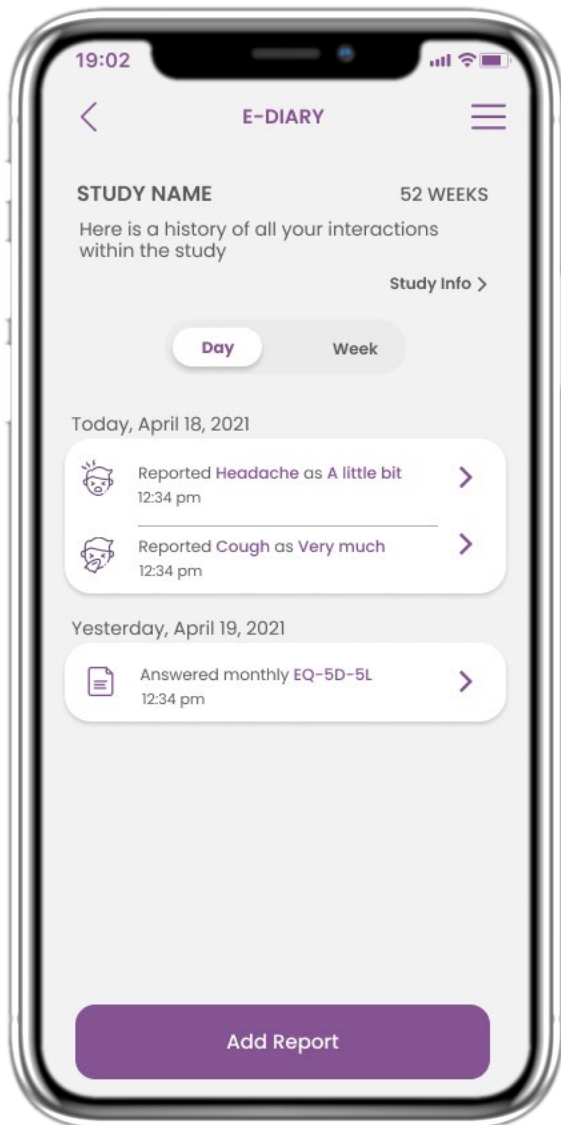 19:02
E-DIARY
STUDY NAME
52 WEEKS
Here is a history of all your interactions
within the study
Study Info >
Day
Week
Today, April 18, 2021
Reported Headache as A little bit
12:34 pm
Reported Cough as Very much
12:34 pm
Yesterday, April 19, 2021
Answered monthly EQ-5D-5L
12:34 pm
Add Report